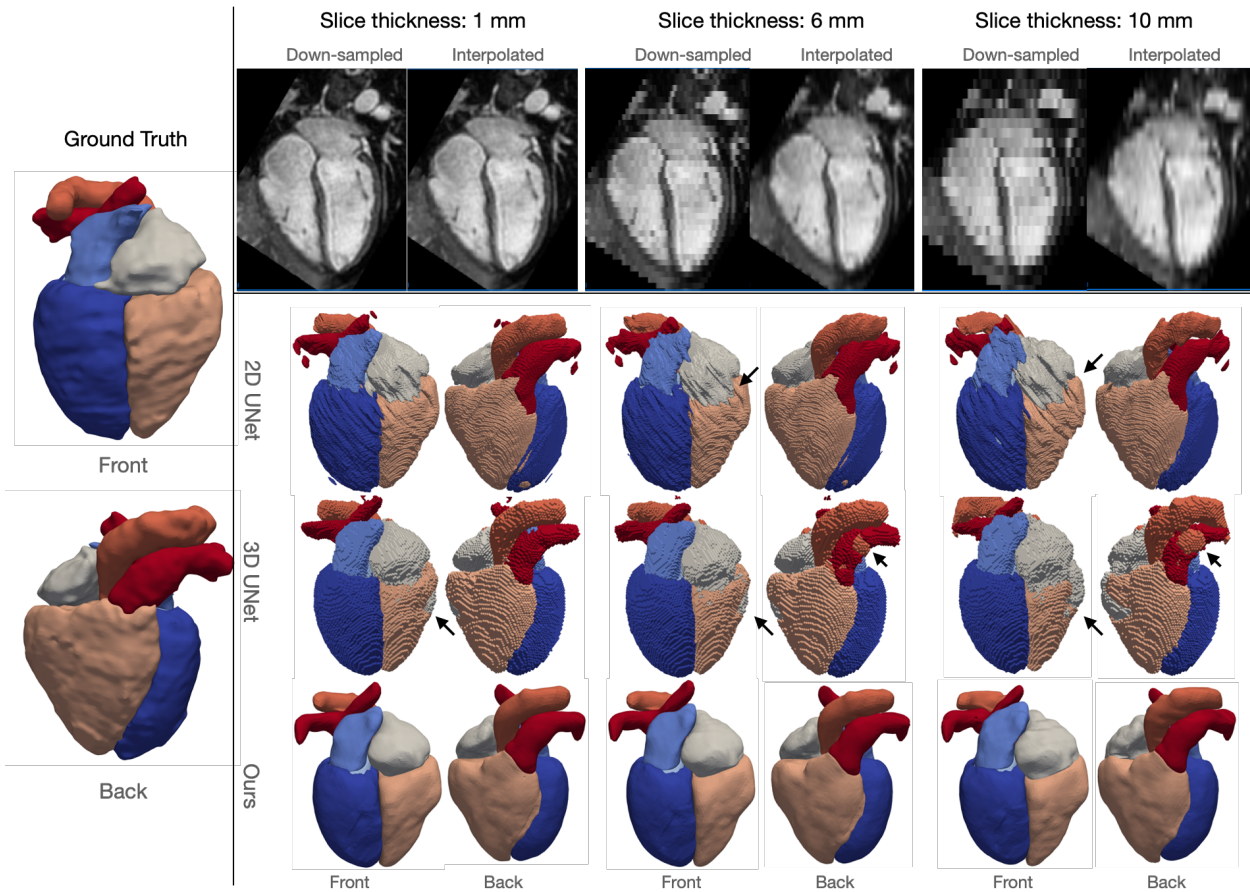 Slice thickness: 1 mm
Slice thickness: 6 mm
Slice thickness: 10 mm
Down-sampled
Interpolated
Down-sampled
Interpolated
Down-sampled
Interpolated
Ground Truth
Front
Back
2D UNet
3D UNet
Ours
Front
Back
Front
Back
Front
Back